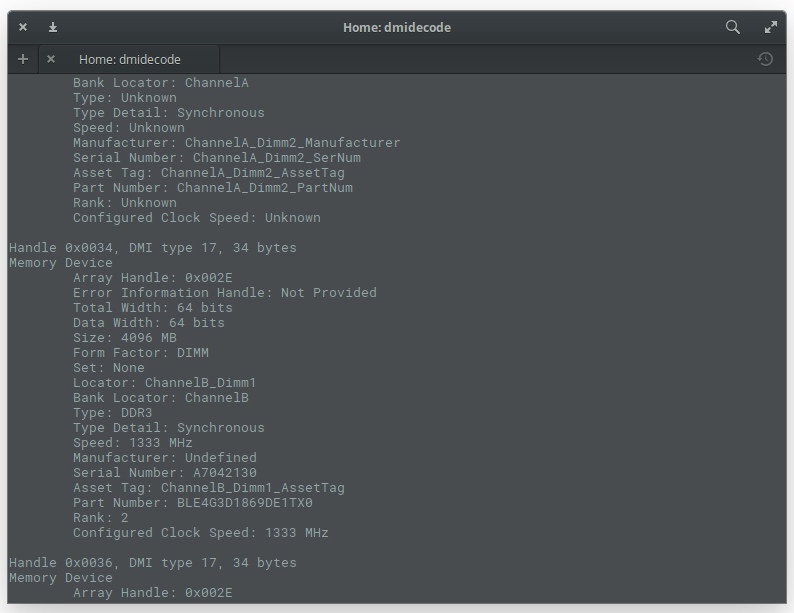 Home: dmidecode
Home: dmidecode
Bank Locator: ChannelA
Type: Unknown
Type Detail: Synchronous
Speed: Unknown
Manufacturer: ChannelA_Dimm2_Manufacturer
Serial Number: ChannelA_Dimm2_SerNum
Asset Tag: ChannelA_Dimm2_AssetTag
Part Number: ChannelA_Dimm2_PartNum
Rank: Unknown
Configured Clock Speed: Unknown
Handle 0x0034, DMI type 17, 34 bytes
Memory Device
Array Handle: 0x002E
Error Information Handle: Not Provided
Total Width: 64 bits
Data Width: 64 bits
Size: 4096 MB
Form Factor: DIMM
Set: None
Locator: ChannelB_Dimm1
Bank Locator: ChannelB
Type: DDR3
Type Detail: Synchronous
Speed: 1333 MHz
Manufacturer: Undefined
Serial Number: A7042130
Asset Tag: ChannelB_Dimm1_AssetTag
Part Number: BLE4G3D1869DE1TX0
Rank: 2
Configured Clock Speed: 1333 MHz
Handle 0x0036, DMI type 17, 34 bytes
Memory Device
Array Handle: 0x002E